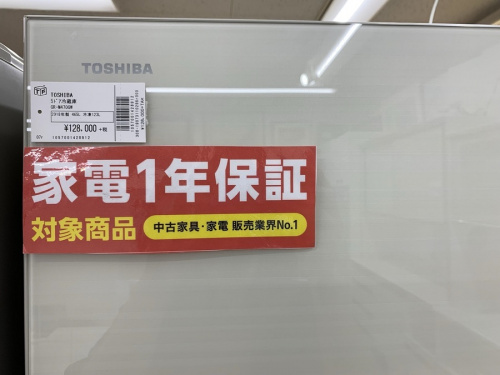 TOSHIBA
TOSHIBA
5ドア冷蔵庫
¥128,000 +税
家電1年保証
対象商品
中古家具・家電 販売業界No.1